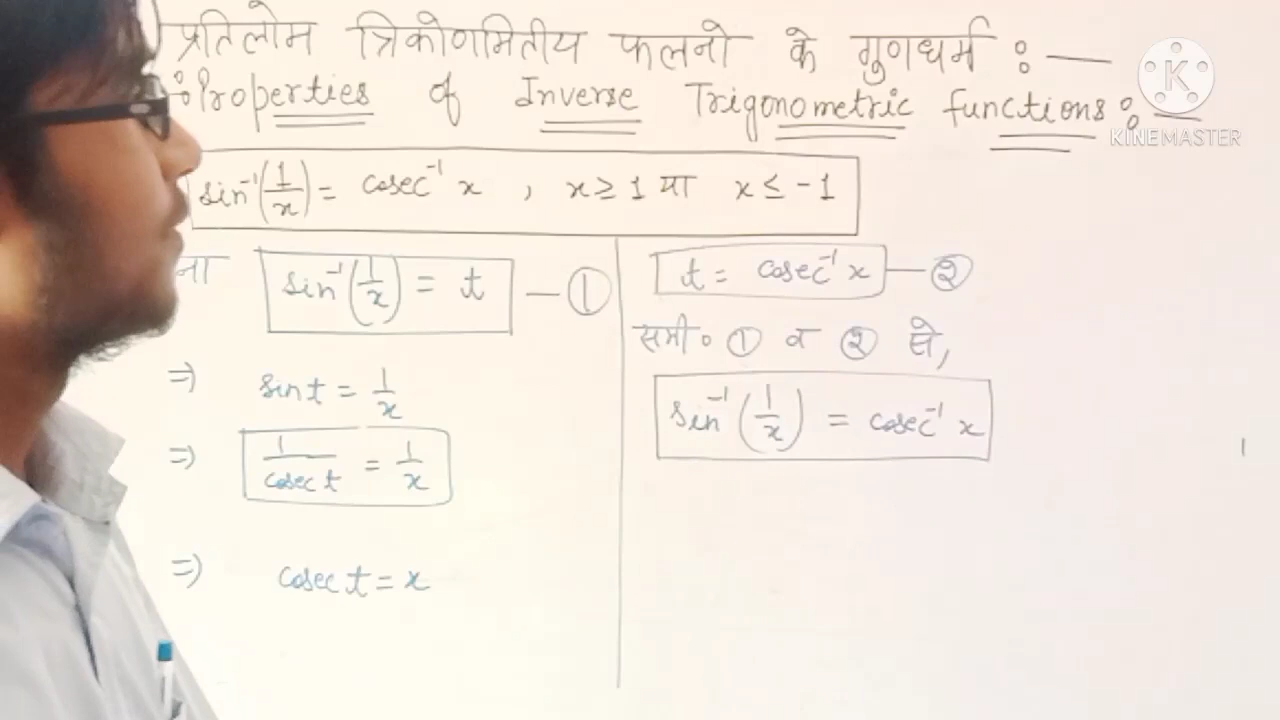 प्रतिलोम त्रिकोणमितीय फलनो के गुणधर्म :—
Properties of Inverse Trigonometric functions :—
KINEMASTER
sin⁻¹(1/x) = cosec⁻¹ x , x ≥ 1 या x ≤ -1
ना sin⁻¹(1/x) = t — ①
⇒ sin t = 1/x
⇒ 1/cosec t = 1/x
⇒ cosec t = x
t = cosec⁻¹ x — ②
समी० ① व ② से,
sin⁻¹(1/x) = cosec⁻¹ x